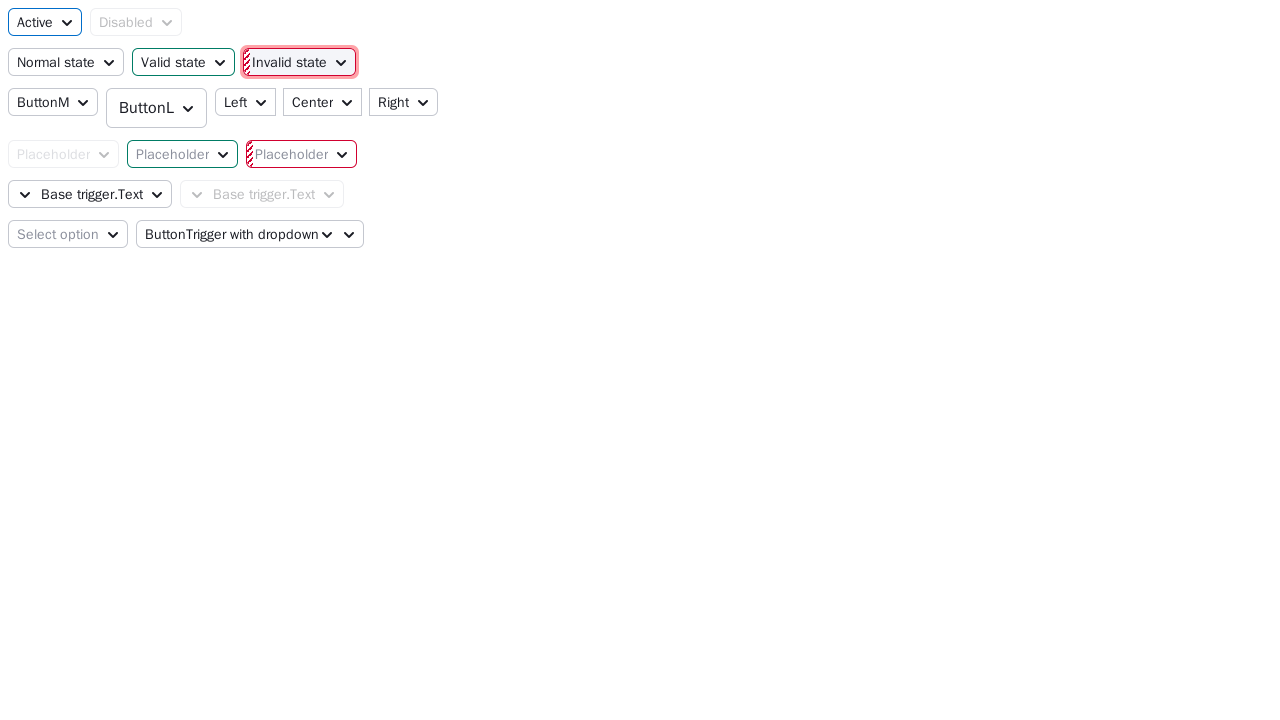 Active Disabled
Normal state Valid state Invalid state
ButtonM ButtonL Left Center Right
Placeholder Placeholder Placeholder
Base trigger.Text Base trigger.Text
Select option ButtonTrigger with dropdown